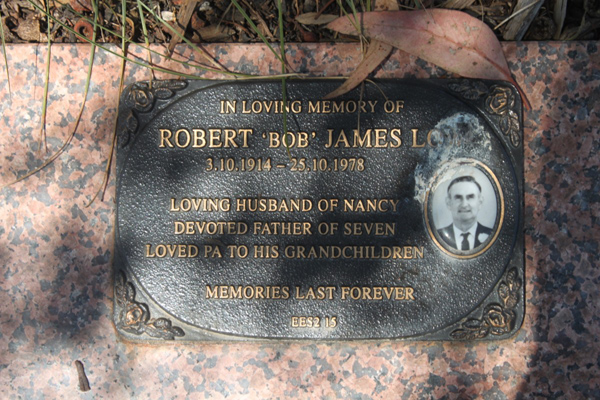 IN LOVING MEMORY OF
ROBERT 'BOB' JAMES
3.10.1914 – 25.10.1978
LOVING HUSBAND OF NANCY
DEVOTED FATHER OF SEVEN
LOVED PA TO HIS GRANDCHILDREN
MEMORIES LAST FOREVER
EES2 15